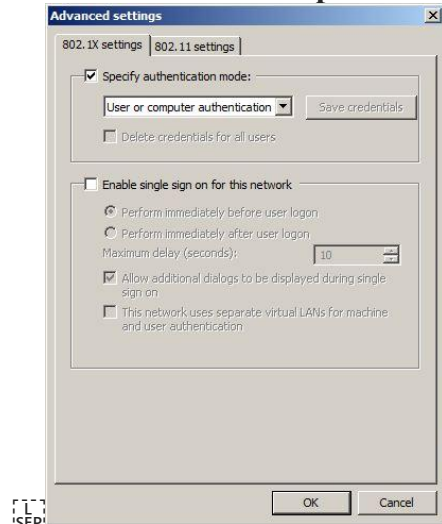 Advanced settings
802.1X settings
802.11 settings
Specify authentication mode:
User or computer authentication
Save credentials
Delete credentials for all users
Enable single sign on for this network
Perform immediately before user logon
Perform immediately after user logon
Maximum delay (seconds):
10
Allow additional dialogs to be displayed during single
sign on
This network uses separate virtual LANs for machine
and user authentication
OK
Cancel
L
SEP